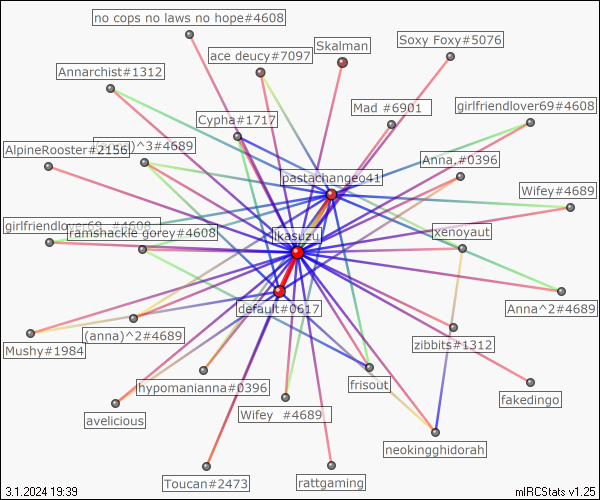 no cops no laws no hope#4608
Skalman
Soxy Foxy#5076
ace deucy#7097
Annarchist#1312
Mad #6901
girlfriendlover69#4608
Cypha#1717
AlpineRooster#2156
)^3#4689
Anna.#0396
pastachangeo41
Wifey#4689
girlfriendlover69 #4608
ramshackle gorey#4608
ikasuzu
xenoyaut
default#0617
Anna^2#4689
Mushy#1984
(anna)^2#4689
zibbits#1312
hypomanianna#0396
frisout
fakedingo
avelicious
Wifey #4689
neokingghidorah
Toucan#2473
rattgaming
3.1.2024 19:39
mIRCStats v1.25